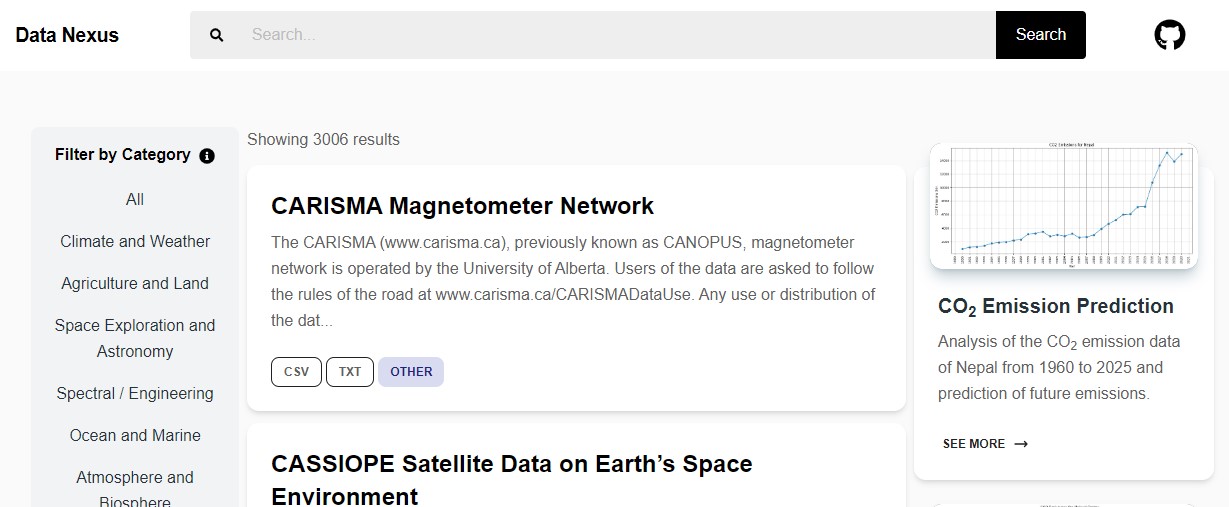 Data Nexus
Search...
Search
Filter by Category
All
Climate and Weather
Agriculture and Land
Space Exploration and
Astronomy
Spectral / Engineering
Ocean and Marine
Atmosphere and
Biosphere
Showing 3006 results
CARISMA Magnetometer Network
The CARISMA (www.carisma.ca), previously known as CANOPUS, magnetometer
network is operated by the University of Alberta. Users of the data are asked to follow
the rules of the road at www.carisma.ca/CARISMADataUse. Any use or distribution of
the dat...
CSV
TXT
OTHER
CASSIOPE Satellite Data on Earth’s Space
Environment
CO2 Emissions for Nepal
CO₂ Emission Prediction
Analysis of the CO₂ emission data
of Nepal from 1960 to 2025 and
prediction of future emissions.
SEE MORE →